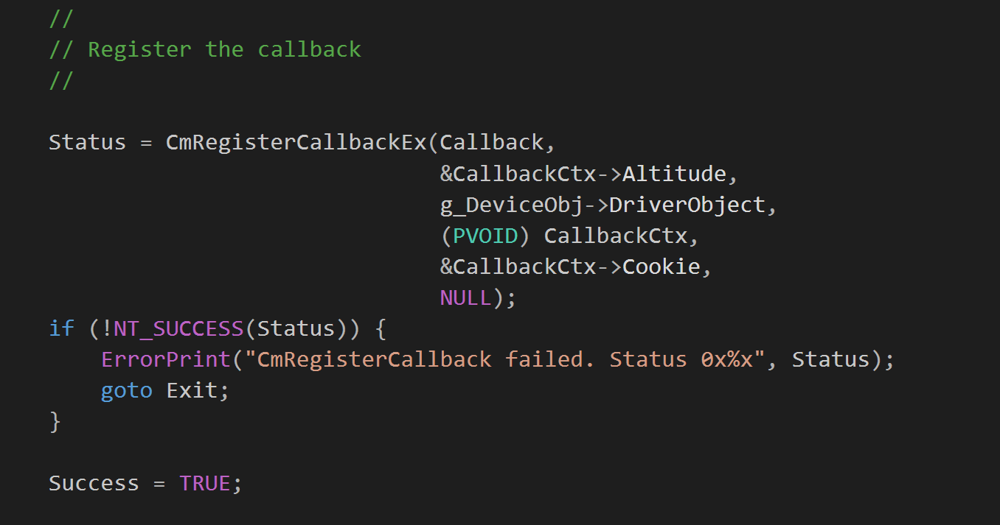 //
// Register the callback
//
Status = CmRegisterCallbackEx(Callback,
&CallbackCtx->Altitude,
g_DeviceObj->DriverObject,
(PVOID) CallbackCtx,
&CallbackCtx->Cookie,
NULL);
if (!NT_SUCCESS(Status)) {
ErrorPrint("CmRegisterCallback failed. Status 0x%x", Status);
goto Exit;
}
Success = TRUE;